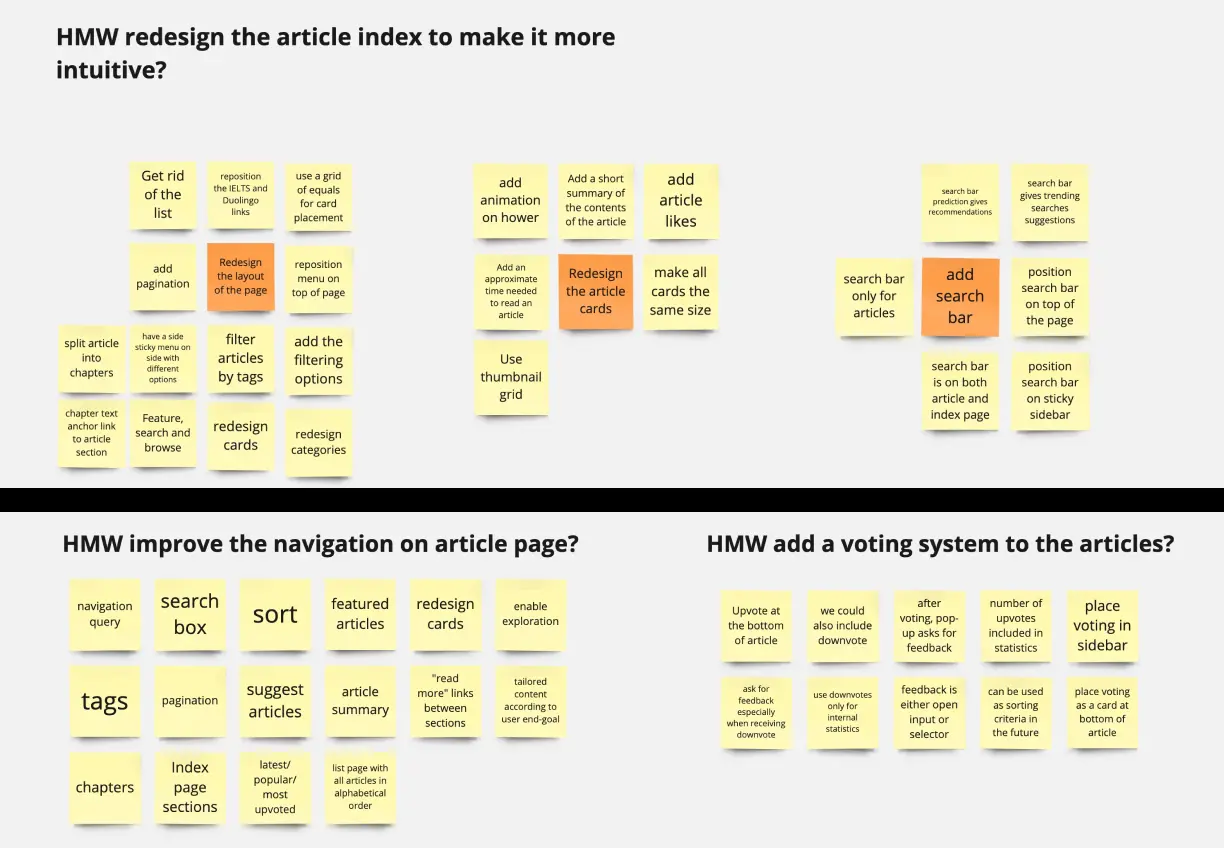 HMW redesign the article index to make it more
intuitive?
Get rid
of the
list
reposition
the IELTS and
Duolingo
links
use a grid
of equals
for card
placement
add
pagination
Redesign
the layout
of the page
reposition
menu on
top of page
split article
into
chapters
have a side
sticky menu on
side with
different
options
filter
articles
by tags
add the
filtering
options
chapter text
anchor link
to article
section
Feature,
search and
browse
redesign
cards
redesign
categories
add
animation
on hower
Add a short
summary of
the contents
of the article
add
article
likes
Add an
approximate
time needed
to read an
article
Redesign
the article
cards
make all
cards the
same size
Use
thumbnail
grid
search bar
prediction gives
recommendations
search bar
gives trending
searches
suggestions
search bar
only for
articles
add
search
bar
position
search bar
on top of
the page
search bar
is on both
article and
index page
position
search bar
on sticky
sidebar
HMW improve the navigation on article page?
navigation
query
search
box
sort
featured
articles
redesign
cards
enable
exploration
tags
pagination
suggest
articles
article
summary
"read
more" links
between
sections
tailored
content
according to
user end-goal
chapters
Index
page
sections
latest/
popular/
most
upvoted
list page with
all articles in
alphabetical
order
HMW add a voting system to the articles?
Upvote at
the bottom
of article
we could
also include
downvote
after
voting, pop-
up asks for
feedback
number of
upvotes
included in
statistics
place
voting in
sidebar
ask for
feedback
especially
when receiving
downvote
use downvotes
only for
internal
statistics
feedback is
either open
input or
selector
can be used
as sorting
criteria in
the future
place voting
as a card at
bottom of
article